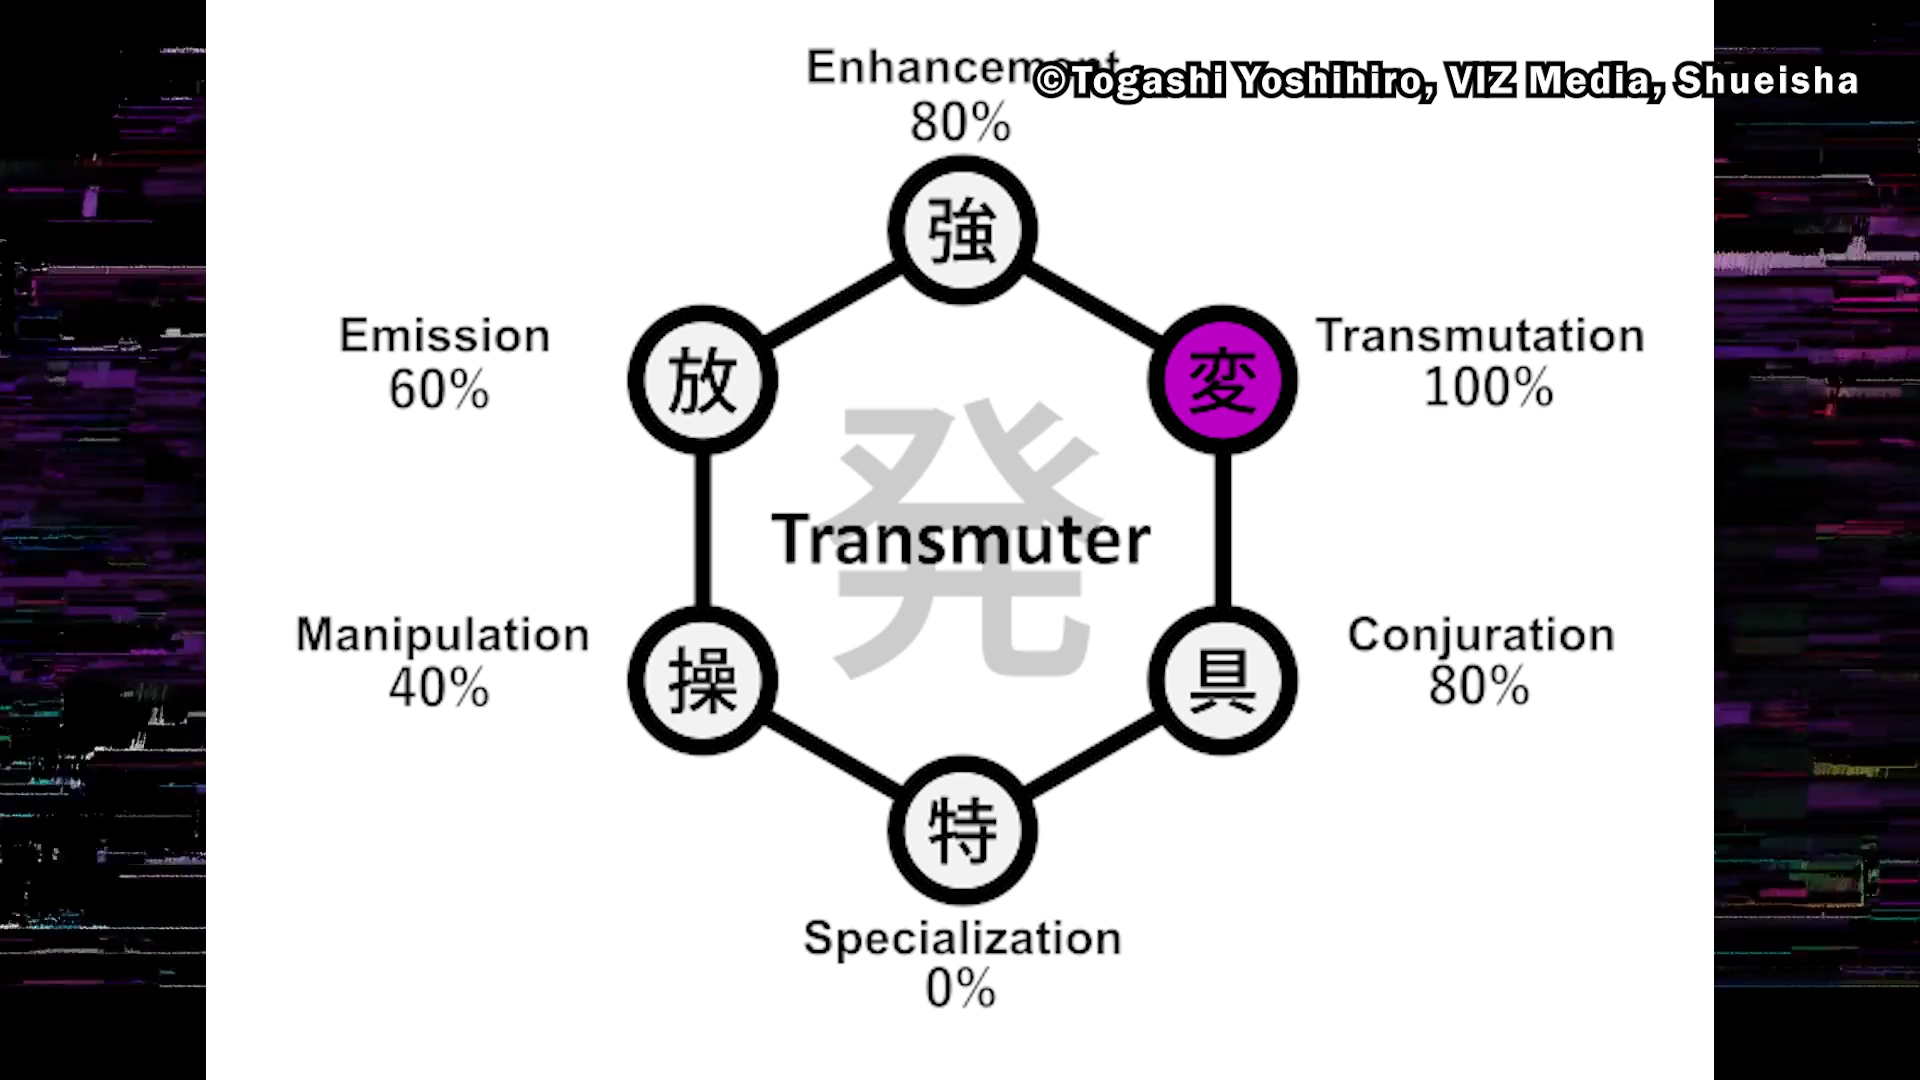 Enhancement
©Togashi Yoshihiro, VIZ Media, Shueisha
80%
強
Emission
60%
放
変
Transmutation
100%
発
Transmuter
Manipulation
40%
操
具
Conjuration
80%
特
Specialization
0%